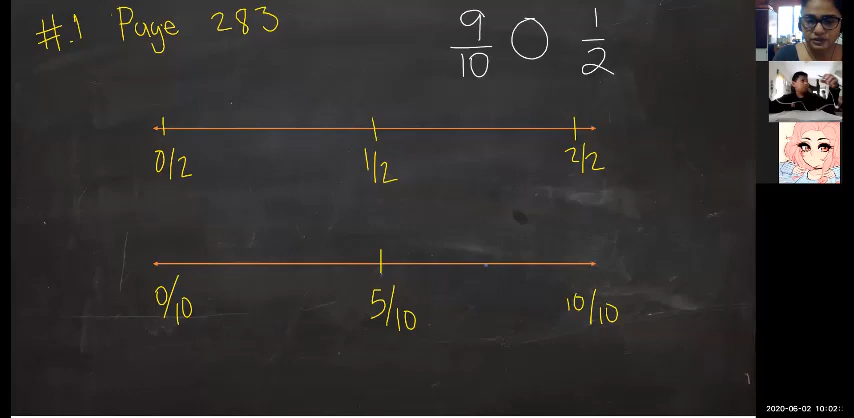 #.1 Page 283
9/10 ○ 1/2
0/2 1/2 2/2
0/10 5/10 10/10
2020-06-02 10:02: